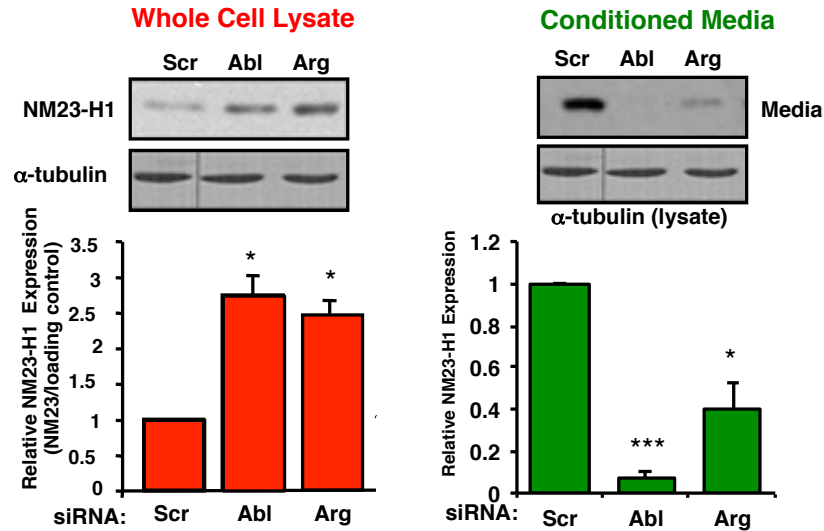 Whole Cell Lysate
Scr Abl Arg
NM23-H1
α-tubulin
Relative NM23-H1 Expression
(NM23/loading control)
3.5
3
2.5
2
1.5
1
0.5
0
*
*
siRNA: Scr Abl Arg
Conditioned Media
Scr Abl Arg
Media
α-tubulin (lysate)
Relative NM23-H1 Expression
1.2
1
0.8
0.6
0.4
0.2
0
***
*
siRNA: Scr Abl Arg